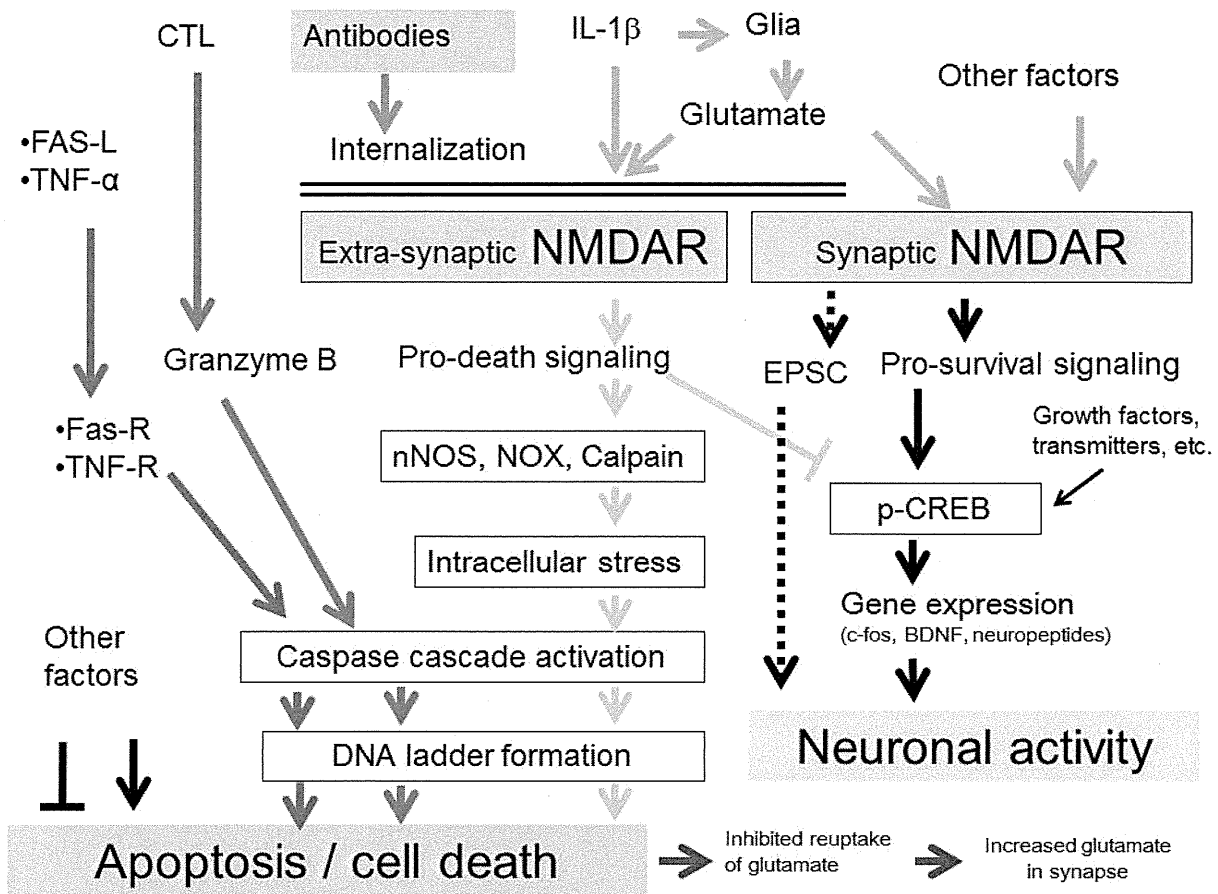 CTL
Antibodies
IL-1β
Glia
Other factors
Glutamate
•FAS-L
•TNF-α
Internalization
Extra-synaptic NMDAR
Synaptic NMDAR
Granzyme B
Pro-death signaling
EPSC
Pro-survival signaling
•Fas-R
•TNF-R
Growth factors,
transmitters, etc.
nNOS, NOX, Calpain
p-CREB
Intracellular stress
Gene expression
(c-fos, BDNF, neuropeptides)
Other
factors
Caspase cascade activation
DNA ladder formation
Neuronal activity
Apoptosis / cell death
Inhibited reuptake
of glutamate
Increased glutamate
in synapse